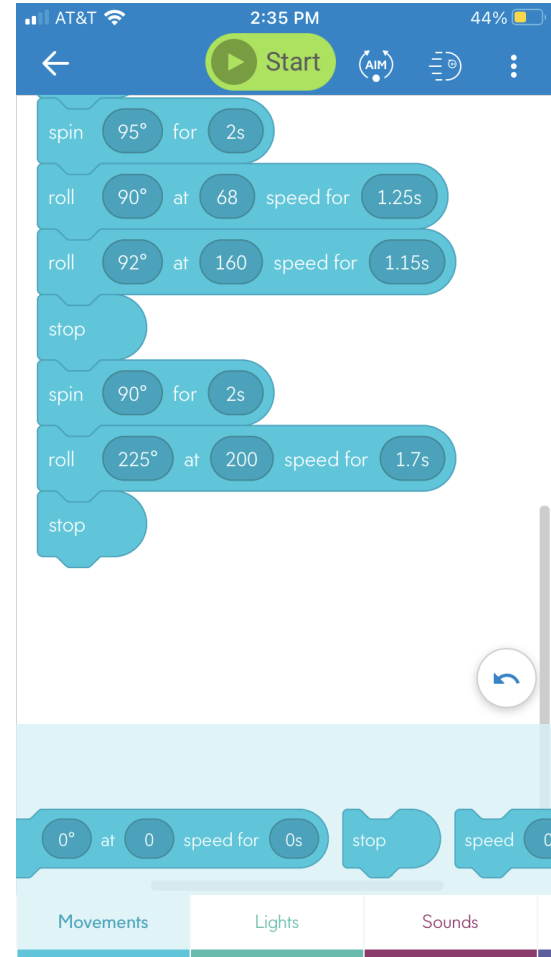 AT&T 2:35 PM 44%
Start AIM
spin 95° for 2s
roll 90° at 68 speed for 1.25s
roll 92° at 160 speed for 1.15s
stop
spin 90° for 2s
roll 225° at 200 speed for 1.7s
stop
0° at 0 speed for 0s stop speed 0
Movements Lights Sounds